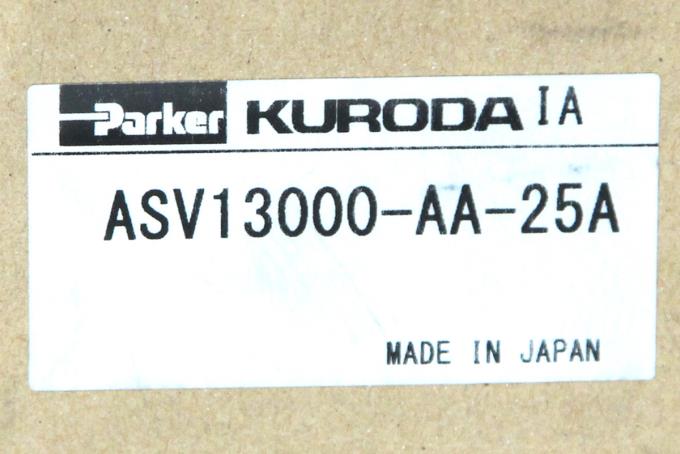 Parker KURODA IA
ASV13000-AA-25A
MADE IN JAPAN